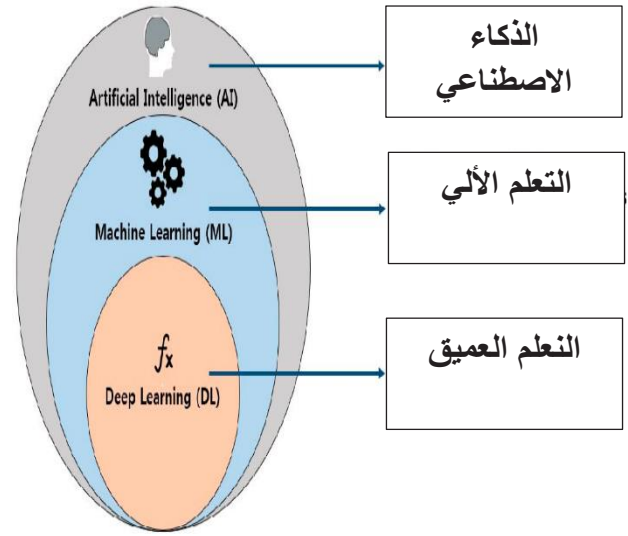 الذكاء
الاصطناعي
Artificial Intelligence (AI)
التعلم الألي
Machine Learning (ML)
النعلم العميق
fx
Deep Learning (DL)